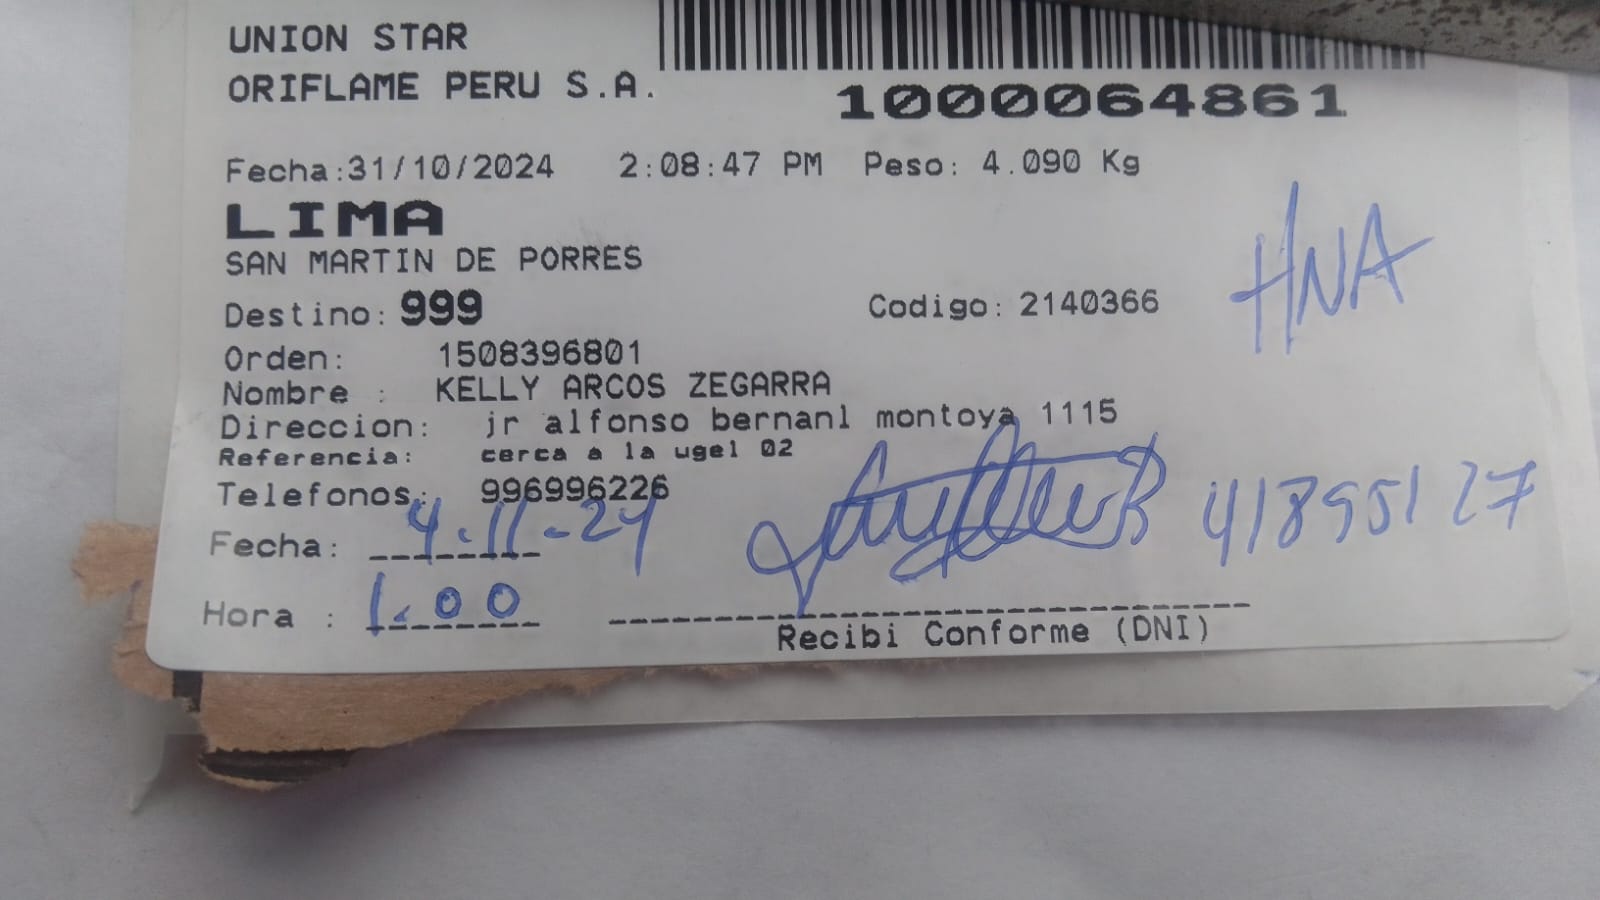 UNION STAR
ORIFLAME PERU S.A.
1000064861
Fecha:31/10/2024 2:08:47 PM Peso: 4.090 Kg
LIMA
SAN MARTIN DE PORRES
HNA
Destino: 999 Codigo: 2140366
Orden: 1508396801
Nombre : KELLY ARCOS ZEGARRA
Direccion: jr alfonso bernanl montoya 1115
Referencia: cerca a la ugel 02
Telefonos: 996996226
Fecha: 4-11-24
41895127
Hora : 1.00
Recibi Conforme (DNI)